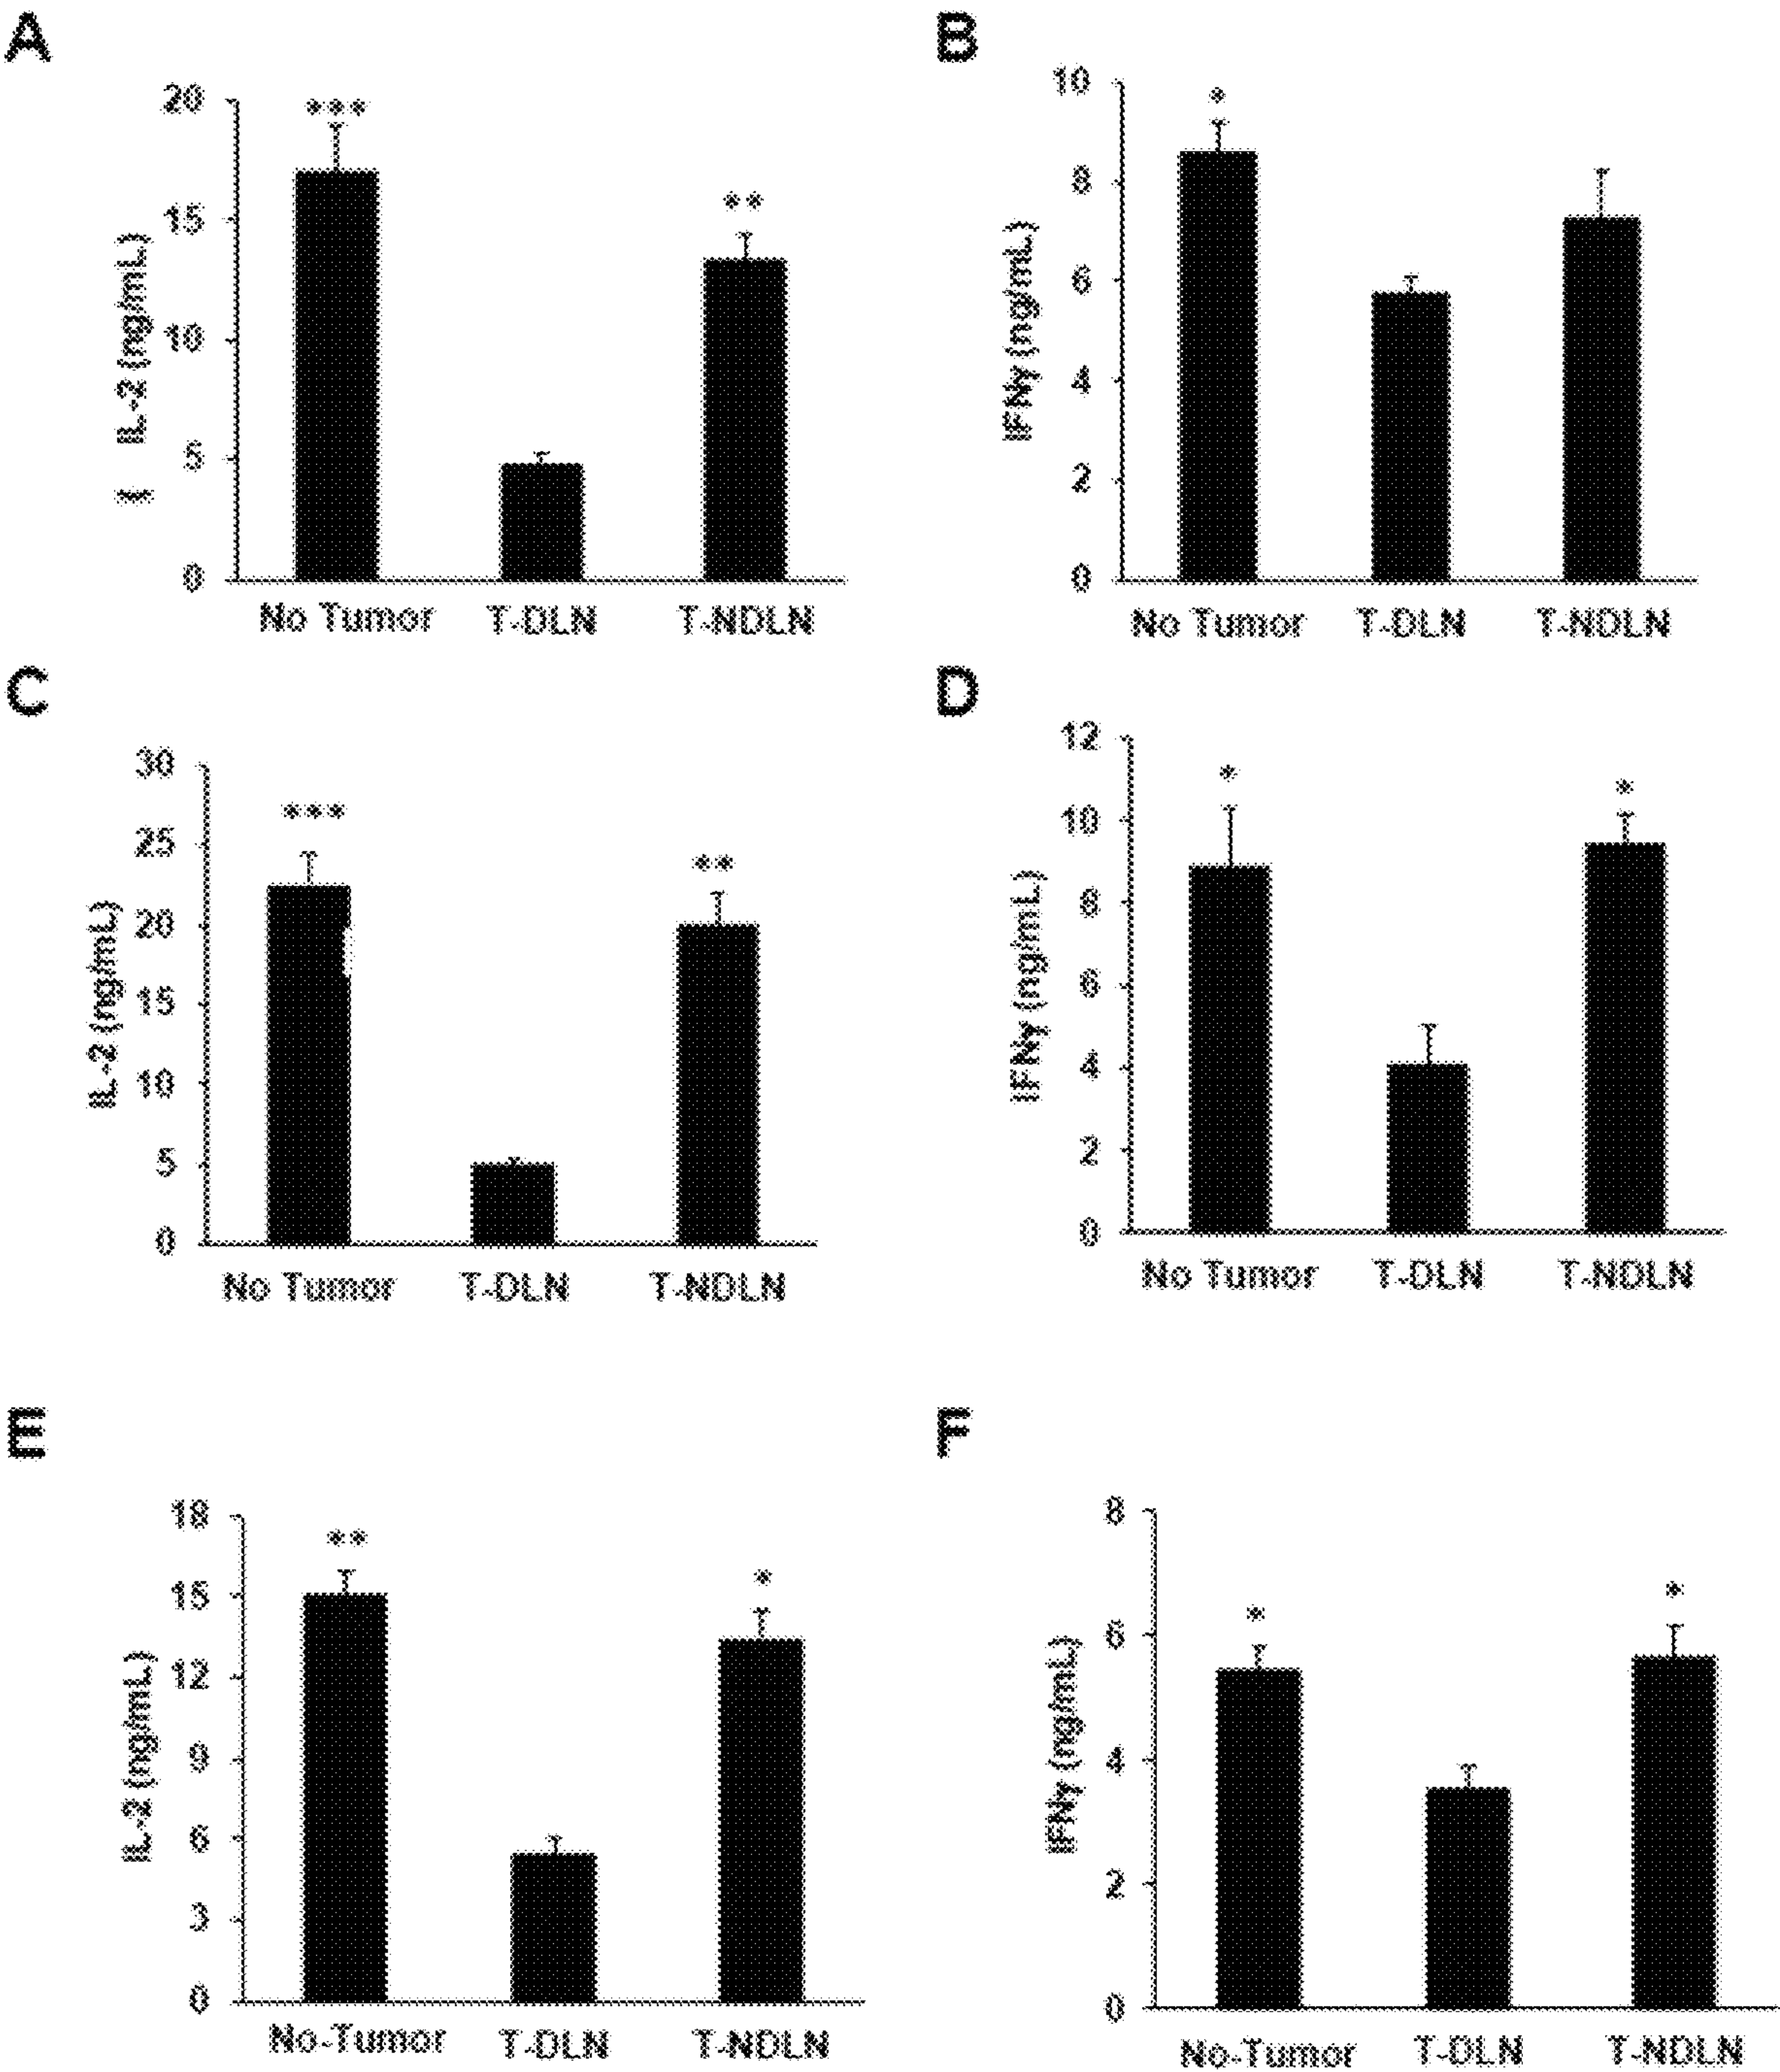 A
20
15
10
5
0
IL-2 (ng/mL)
***
**
No Tumor T-DLN T-NDLN
B
10
8
6
4
2
0
IFNγ (ng/mL)
*
No Tumor T-DLN T-NDLN
C
30
25
20
15
10
5
0
IL-2 (ng/mL)
***
**
No Tumor T-DLN T-NDLN
D
12
10
8
6
4
2
0
IFNγ (ng/mL)
*
*
No Tumor T-DLN T-NDLN
E
18
15
12
9
6
3
0
IL-2 (ng/mL)
**
*
No-Tumor T-DLN T-NDLN
F
8
6
4
2
0
IFNγ (ng/mL)
*
*
No-Tumor T-DLN T-NDLN